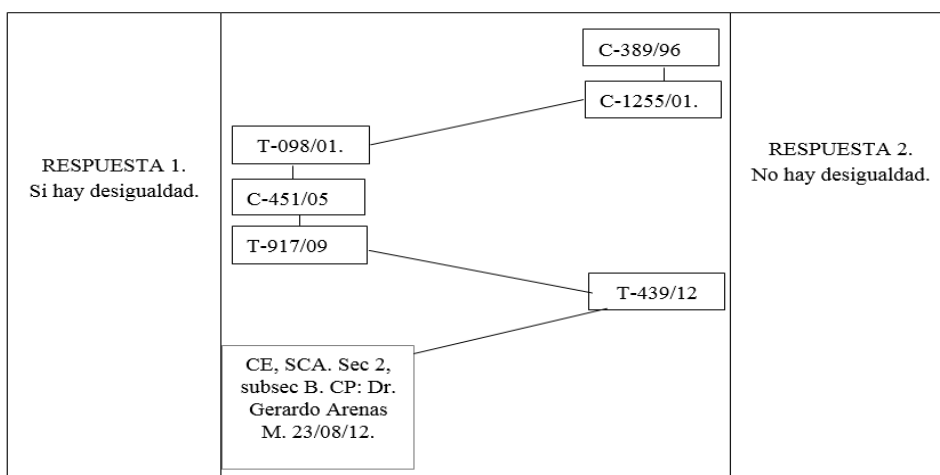 C-389/96
C-1255/01.
T-098/01.
RESPUESTA 1.
Si hay desigualdad.
RESPUESTA 2.
No hay desigualdad.
C-451/05
T-917/09
T-439/12
CE, SCA. Sec 2,
subsec B. CP: Dr.
Gerardo Arenas
M. 23/08/12.